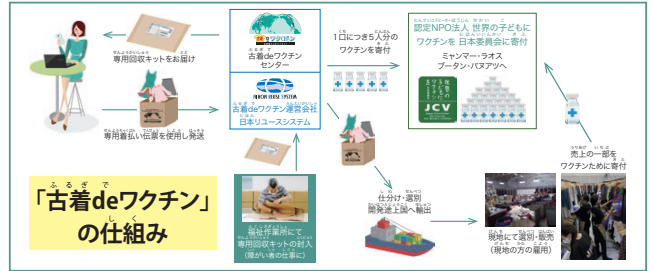 専用回収キットをお届け
専用着払い伝票を使用し発送
古着deワクチン
センター
NIHON REUSE SYSTEM
古着deワクチン運営会社
日本リユースシステム
1口につき5人分の
ワクチンを寄付
認定NPO法人 世界の子どもに
ワクチンを 日本委員会に寄付
ミャンマー・ラオス
ブータン・バヌアツへ
JCV
売上の一部を
ワクチンために寄付
福祉作業所にて
専用回収キットの封入
(障がい者の仕事に)
仕分け・選別
開発途上国へ輸出
現地にて選別・販売
(現地の方の雇用)
「古着deワクチン」
の仕組み